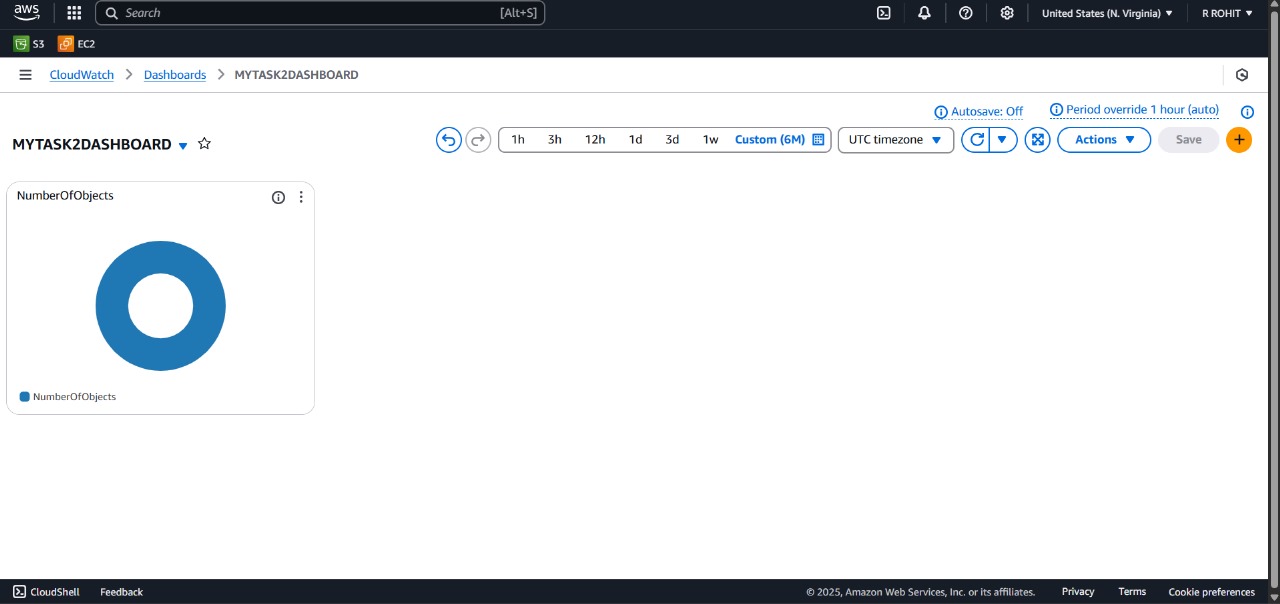 aws Search [Alt+S] United States (N. Virginia) R ROHIT
S3 EC2
CloudWatch Dashboards MYTASK2DASHBOARD
Autosave: Off Period override 1 hour (auto)
MYTASK2DASHBOARD 1h 3h 12h 1d 3d 1w Custom (6M) UTC timezone Actions Save
NumberOfObjects
NumberOfObjects
CloudShell Feedback © 2025, Amazon Web Services, Inc. or its affiliates. Privacy Terms Cookie preferences